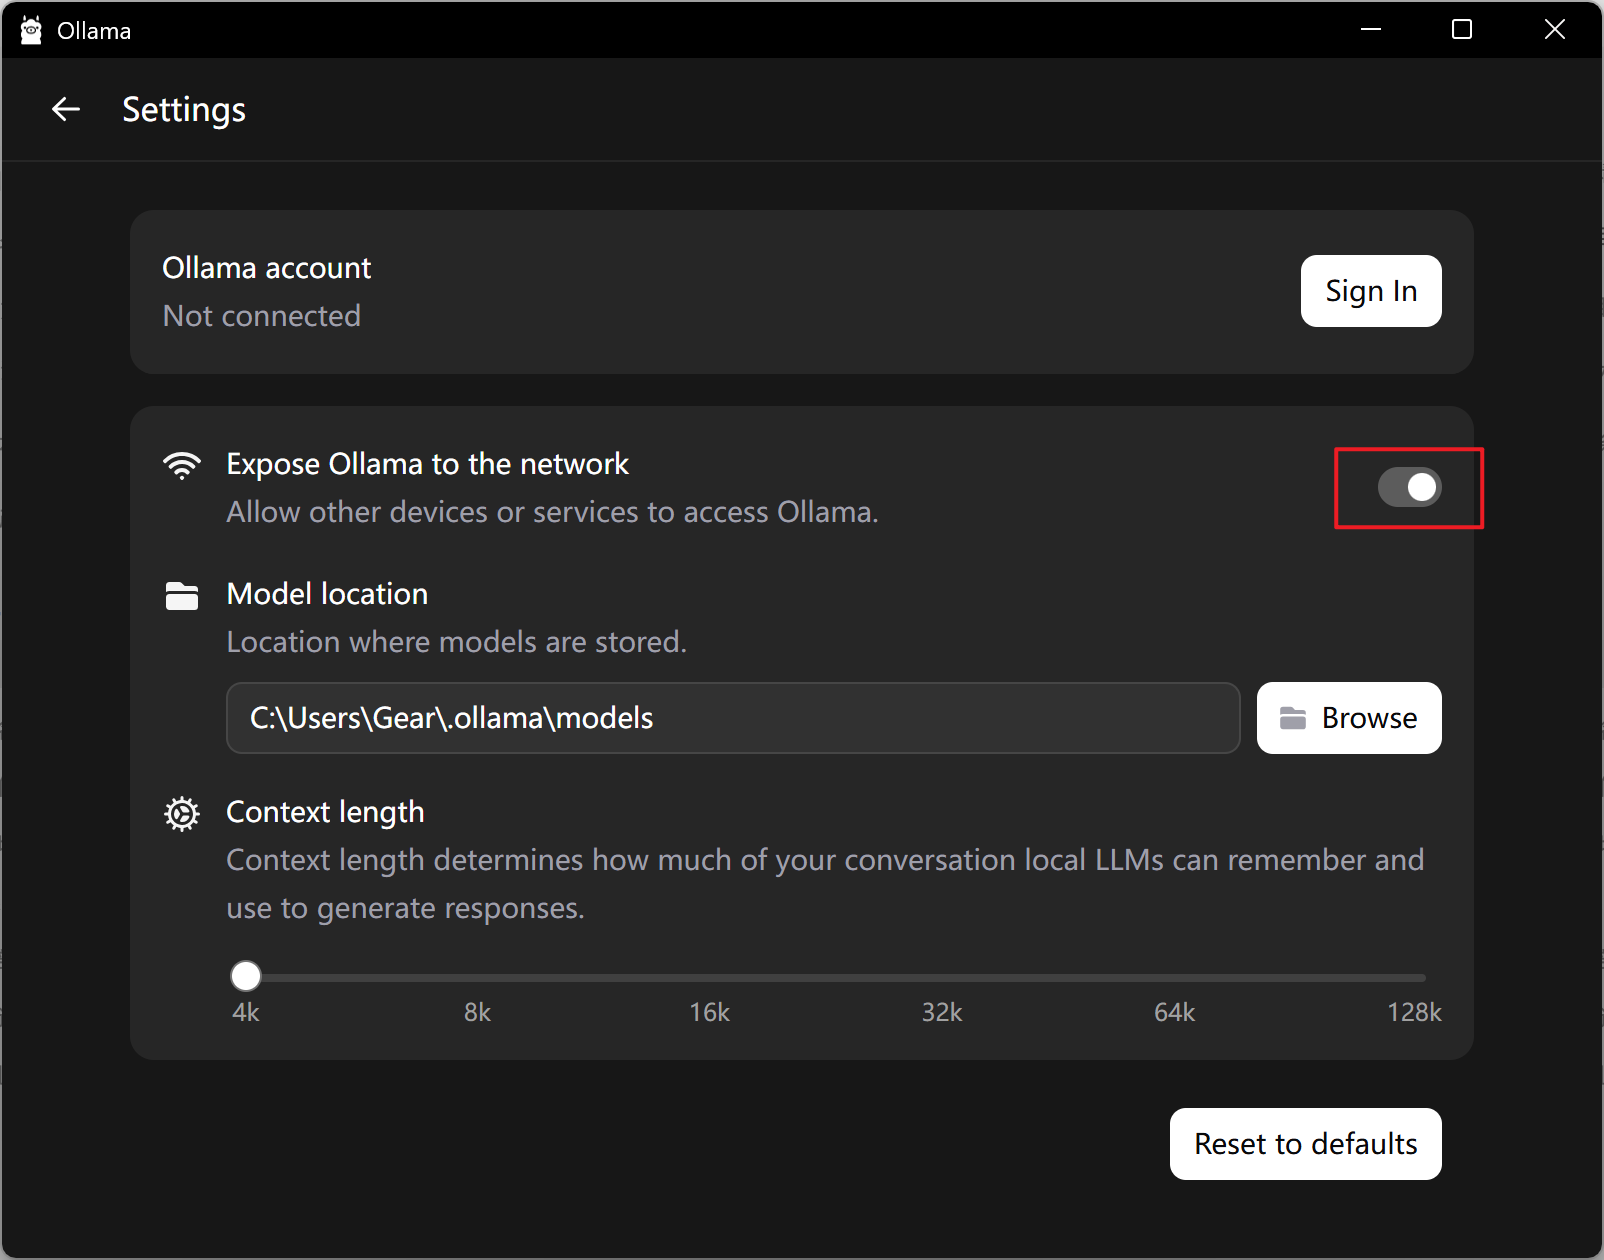 Ollama
Settings
Ollama account
Not connected
Sign In
Expose Ollama to the network
Allow other devices or services to access Ollama.
Model location
Location where models are stored.
C:\Users\Gear\.ollama\models
Browse
Context length
Context length determines how much of your conversation local LLMs can remember and
use to generate responses.
4k 8k 16k 32k 64k 128k
Reset to defaults